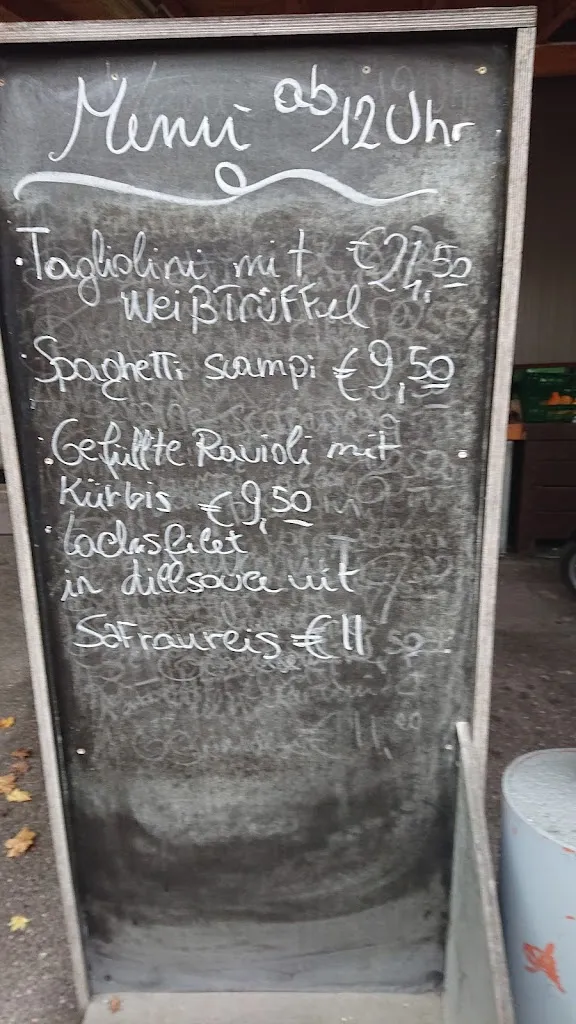 Menü ab 12 Uhr
Tagliolini mit €21,50
WeißTrüFFel
Spaghetti scampi €9,50
Gefüllte Ravioli mit
Kürbis €9,50
Lachsfilet
in dillsouce mit
SaFranreis €11